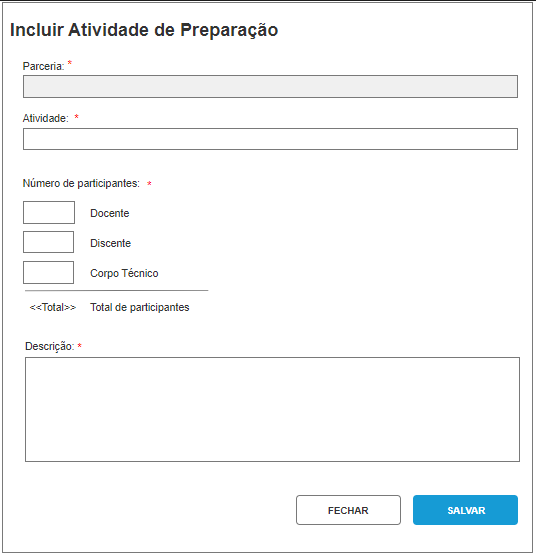 Incluir Atividade de Preparação
Parceria: *
Atividade: *
Número de participantes: *
Docente
Discente
Corpo Técnico
<<Total>> Total de participantes
Descrição: *
FECHAR SALVAR